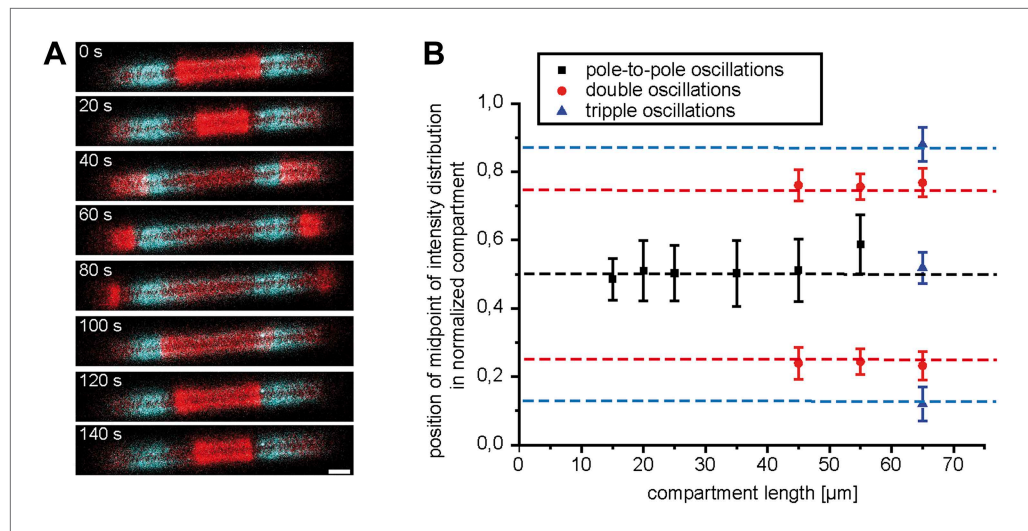 A
0 s
20 s
40 s
60 s
80 s
100 s
120 s
140 s
B
pole-to-pole oscillations
double oscillations
tripple oscillations
position of midpoint of intensity distribution
in normalized compartment
1,0
0,8
0,6
0,4
0,2
0,0
0 10 20 30 40 50 60 70
compartment length [µm]